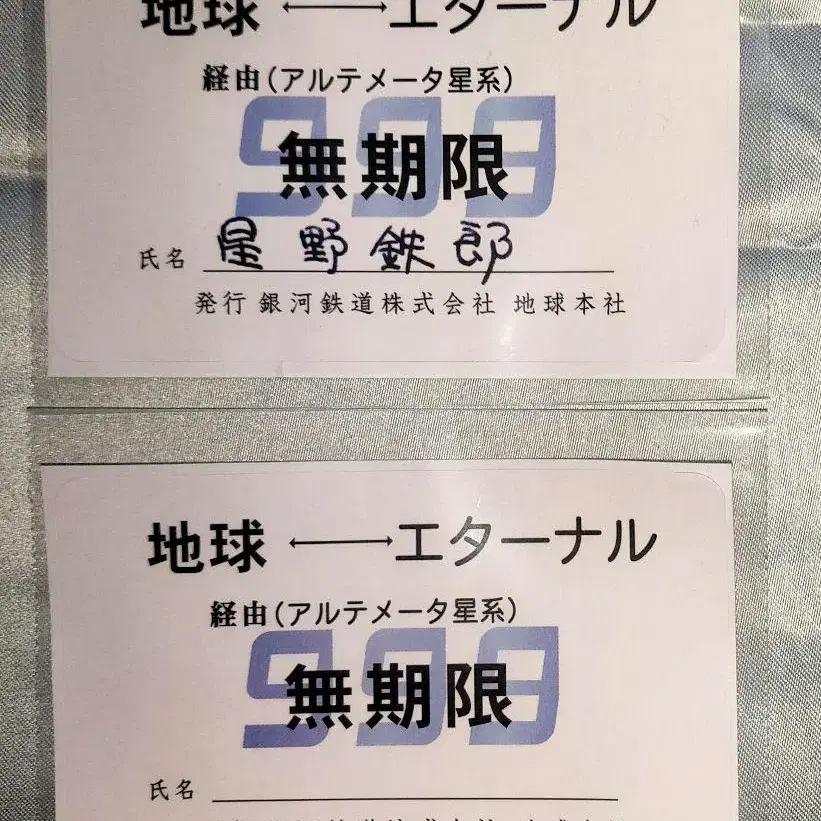 地球 ←→ エターナル
経由(アルテメータ星系)
999
無期限
氏名 星野鉄郎
発行 銀河鉄道株式会社 地球本社
地球 ←→ エターナル
経由(アルテメータ星系)
999
無期限
氏名